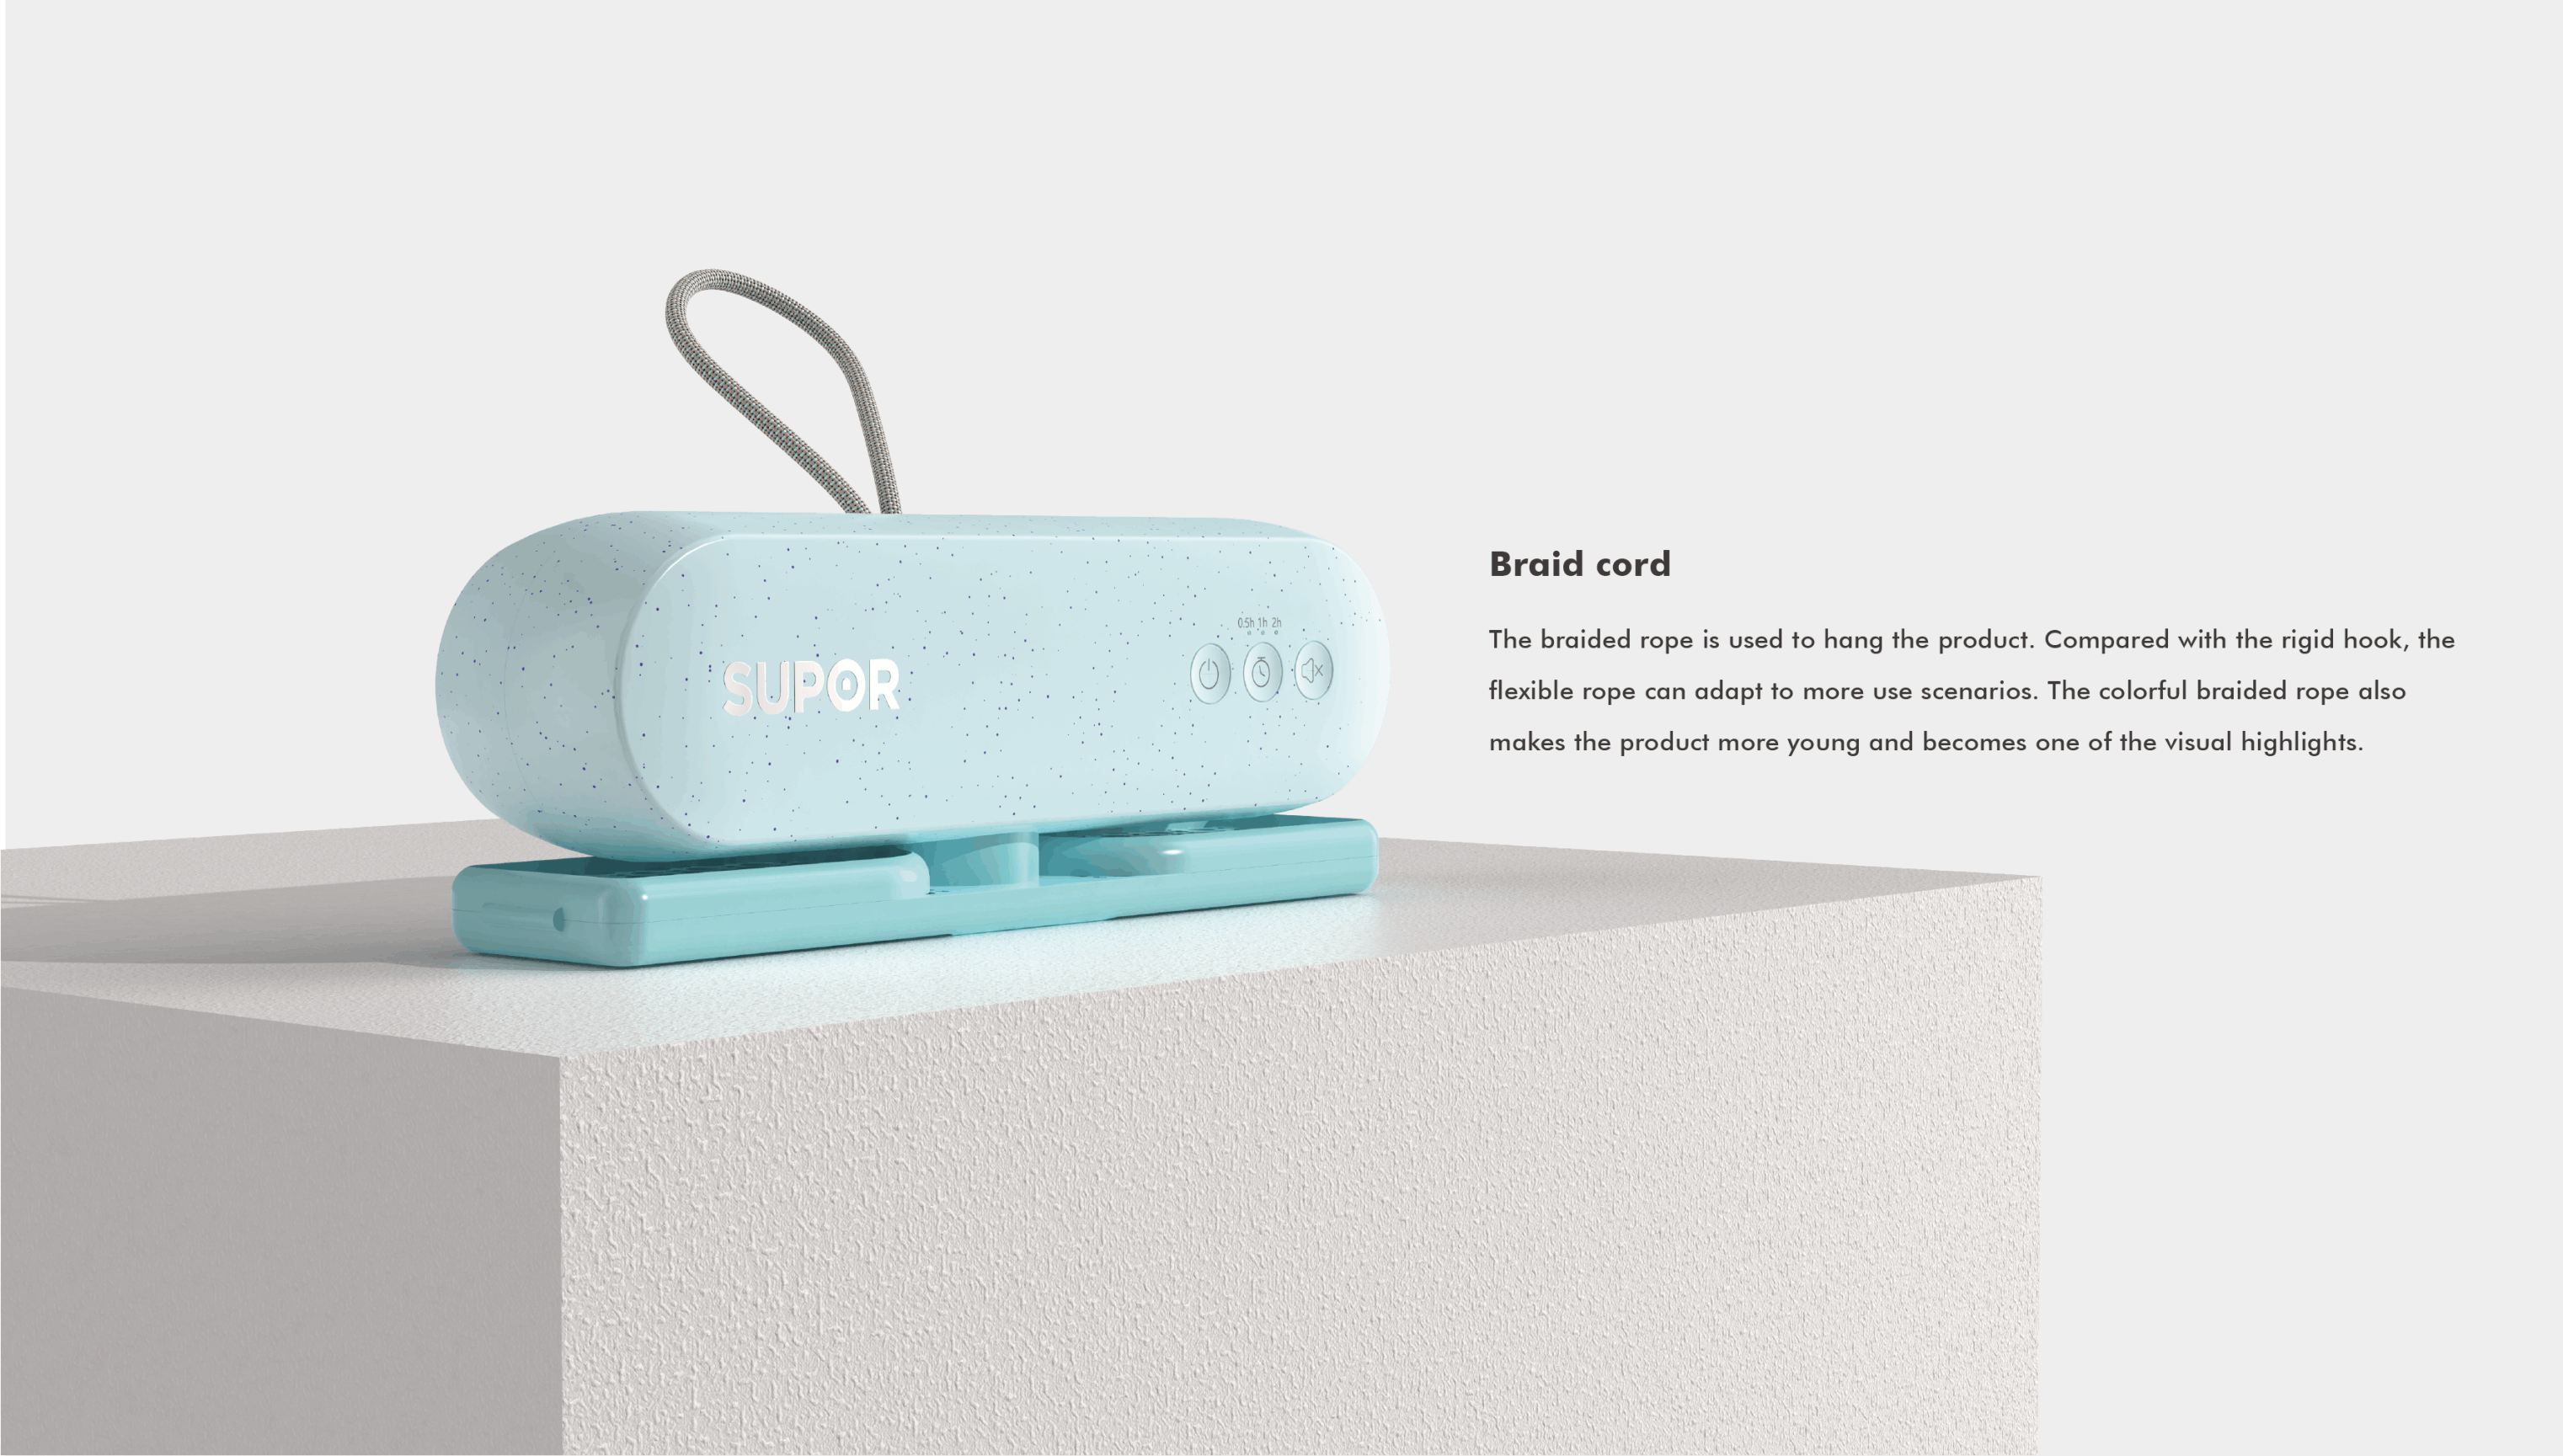 Braid cord
The braided rope is used to hang the product. Compared with the rigid hook, the
flexible rope can adapt to more use scenarios. The colorful braided rope also
makes the product more young and becomes one of the visual highlights.
0.5h 1h 2h
SUPOR